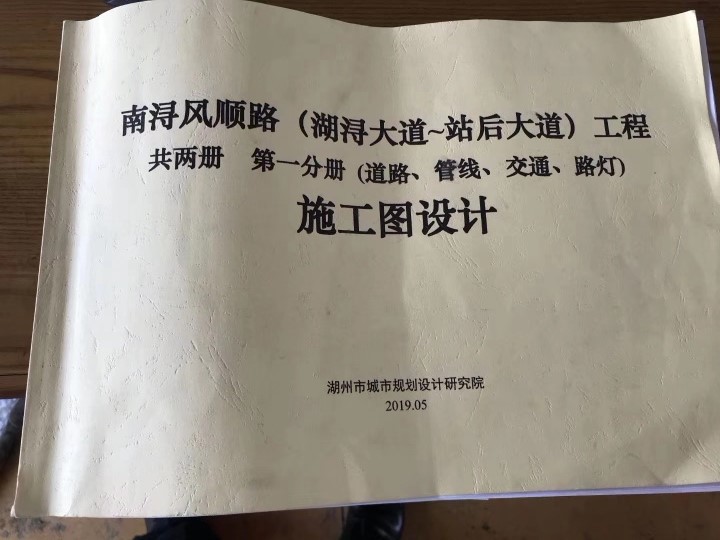 南浔风顺路（湖浔大道~站后大道）工程
共两册 第一分册 (道路、管线、交通、路灯)
施工图设计
湖州市城市规划设计研究院
2019.05